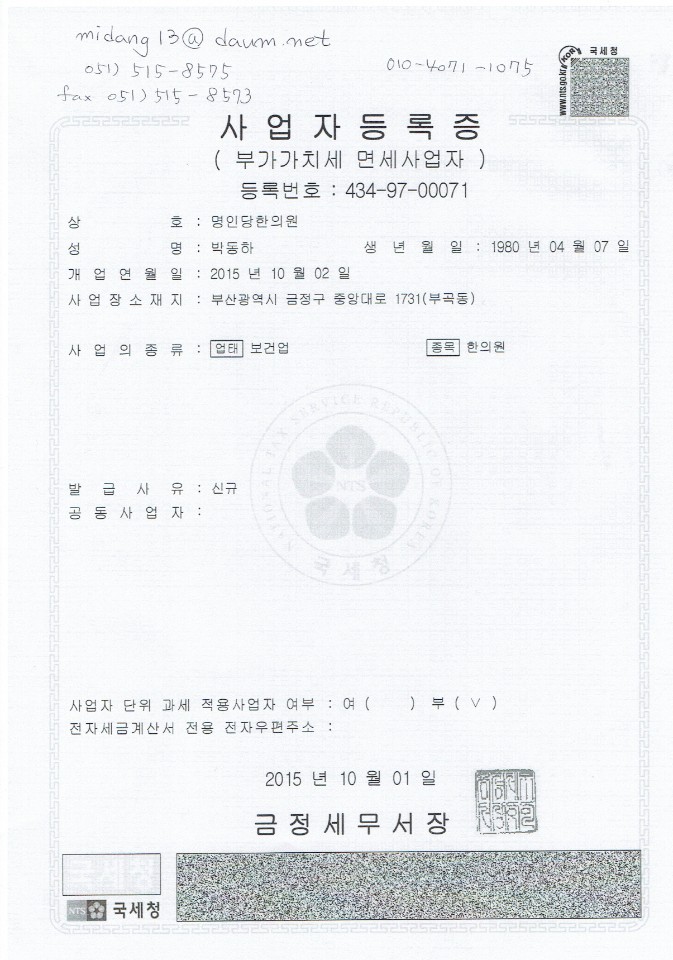 midang13@daum.net
051) 515-8575
010-4071-1075
fax 051) 515-8573
KOR 국세청
www.nts.go.kr
사업자등록증
( 부가가치세 면세사업자 )
등록번호 : 434-97-00071
상 호 : 명인당한의원
성 명 : 박동하 생 년 월 일 : 1980 년 04 월 07 일
개 업 연 월 일 : 2015 년 10 월 02 일
사 업 장 소 재 지 : 부산광역시 금정구 중앙대로 1731(부곡동)
사 업 의 종 류 : 업태 보건업 종목 한의원
NATIONAL TAX SERVICE REPUBLIC OF KOREA
NTS
국세청
발 급 사 유 : 신규
공 동 사 업 자 :
사업자 단위 과세 적용사업자 여부 : 여 ( ) 부 ( ∨ )
전자세금계산서 전용 전자우편주소 :
2015 년 10 월 01 일
금정세무서장
국세청
NTS 국세청